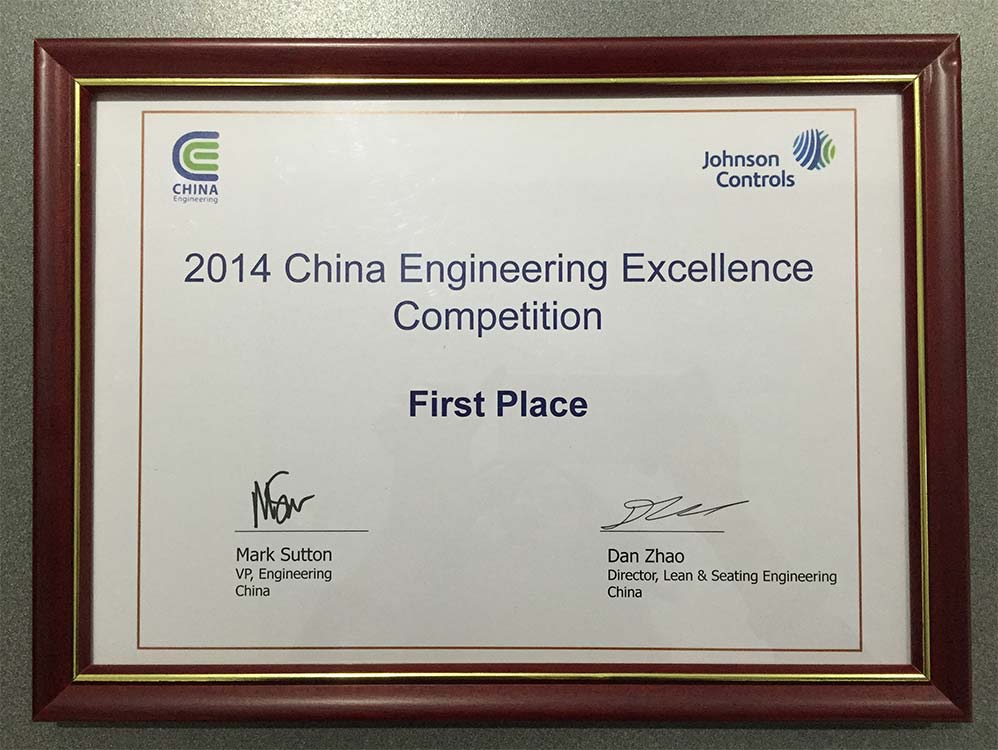 CHINA
Engineering
Johnson
Controls
2014 China Engineering Excellence
Competition
First Place
Mark Sutton
VP, Engineering
China
Dan Zhao
Director, Lean & Seating Engineering
China